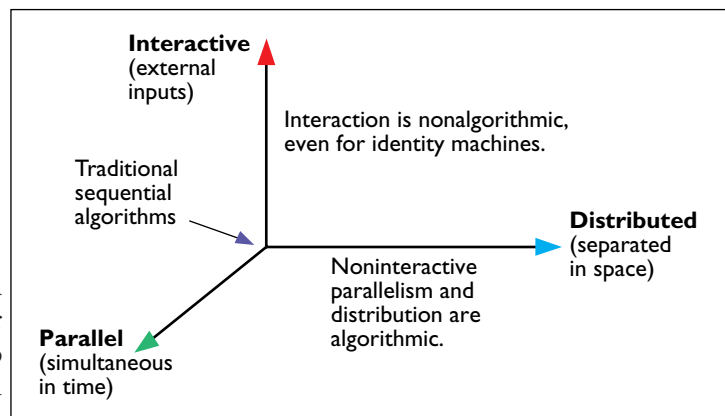 Interactive
(external
inputs)
Interaction is nonalgorithmic,
even for identity machines.
Traditional
sequential
algorithms
Distributed
(separated
in space)
Noninteractive
parallelism and
distribution are
algorithmic.
Parallel
(simultaneous
in time)